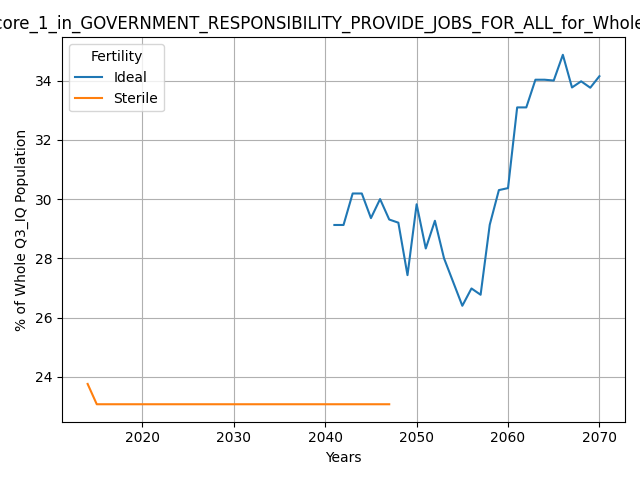 core_1_in_GOVERNMENT_RESPONSIBILITY_PROVIDE_JOBS_FOR_ALL_for_Whole
Fertility
Ideal
Sterile
% of Whole Q3_IQ Population
34
32
30
28
26
24
2020 2030 2040 2050 2060 2070
Years